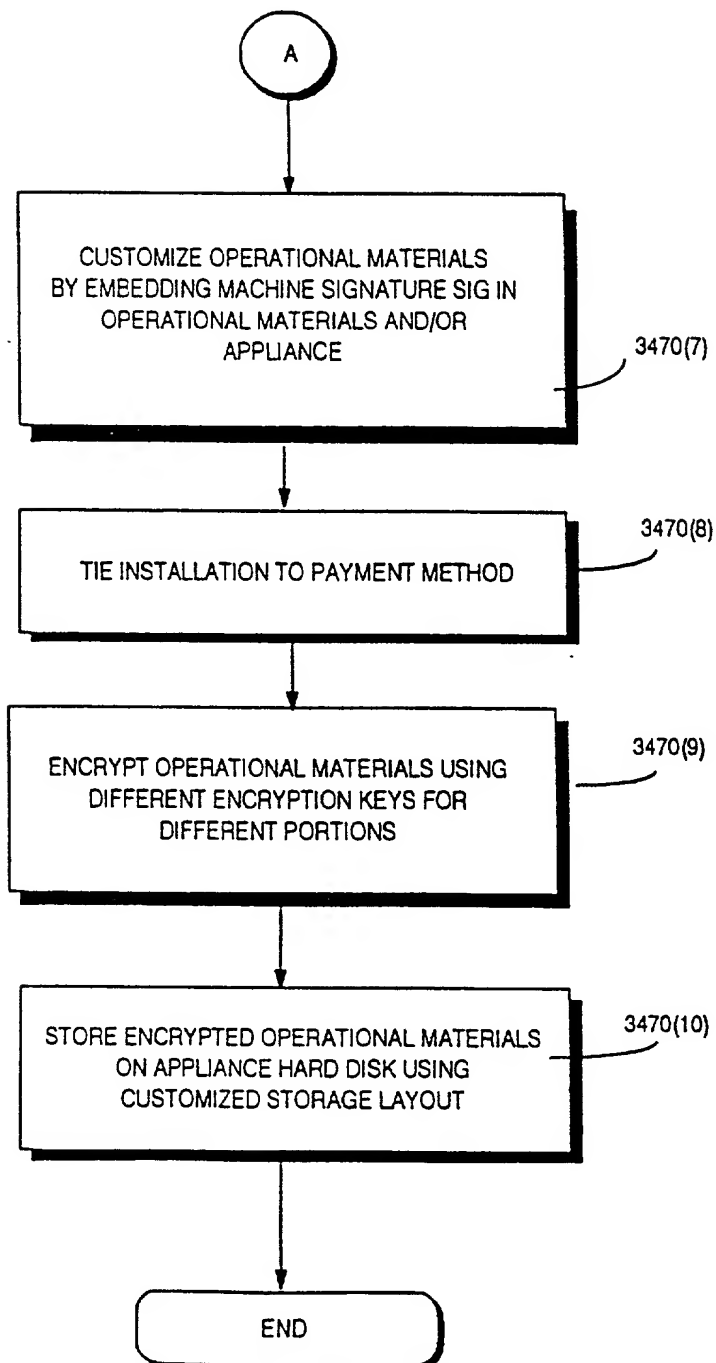 A
CUSTOMIZE OPERATIONAL MATERIALS
BY EMBEDDING MACHINE SIGNATURE SIG IN
OPERATIONAL MATERIALS AND/OR
APPLIANCE
3470(7)
TIE INSTALLATION TO PAYMENT METHOD
3470(8)
ENCRYPT OPERATIONAL MATERIALS USING
DIFFERENT ENCRYPTION KEYS FOR
DIFFERENT PORTIONS
3470(9)
STORE ENCRYPTED OPERATIONAL MATERIALS
ON APPLIANCE HARD DISK USING
CUSTOMIZED STORAGE LAYOUT
3470(10)
END